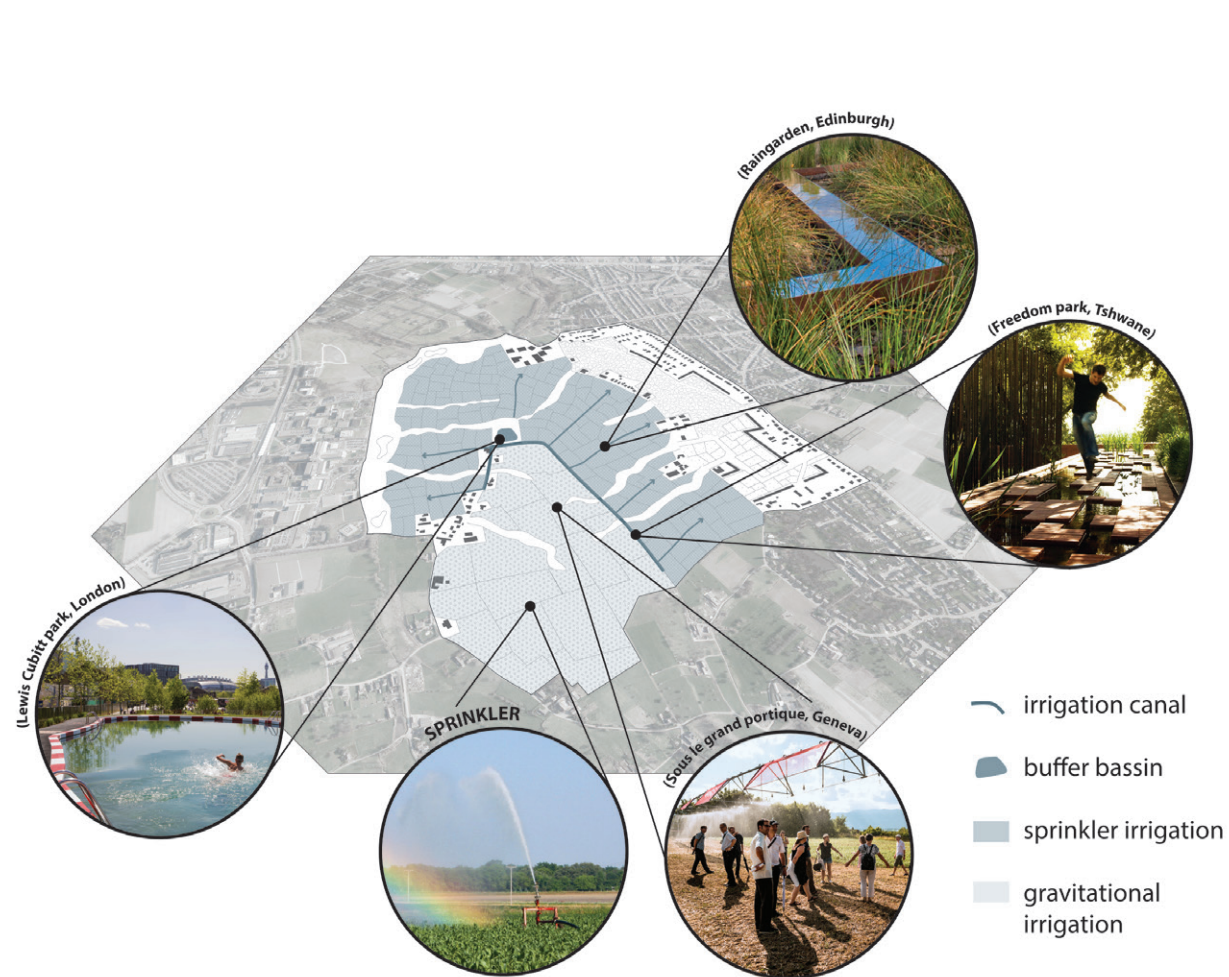 (Raingarden, Edinburgh)
(Freedom park, Tshwane)
(Lewis Cubitt park, London)
SPRINKLER
(Sous le grand portique, Geneva)
irrigation canal
buffer bassin
sprinkler irrigation
gravitational
irrigation